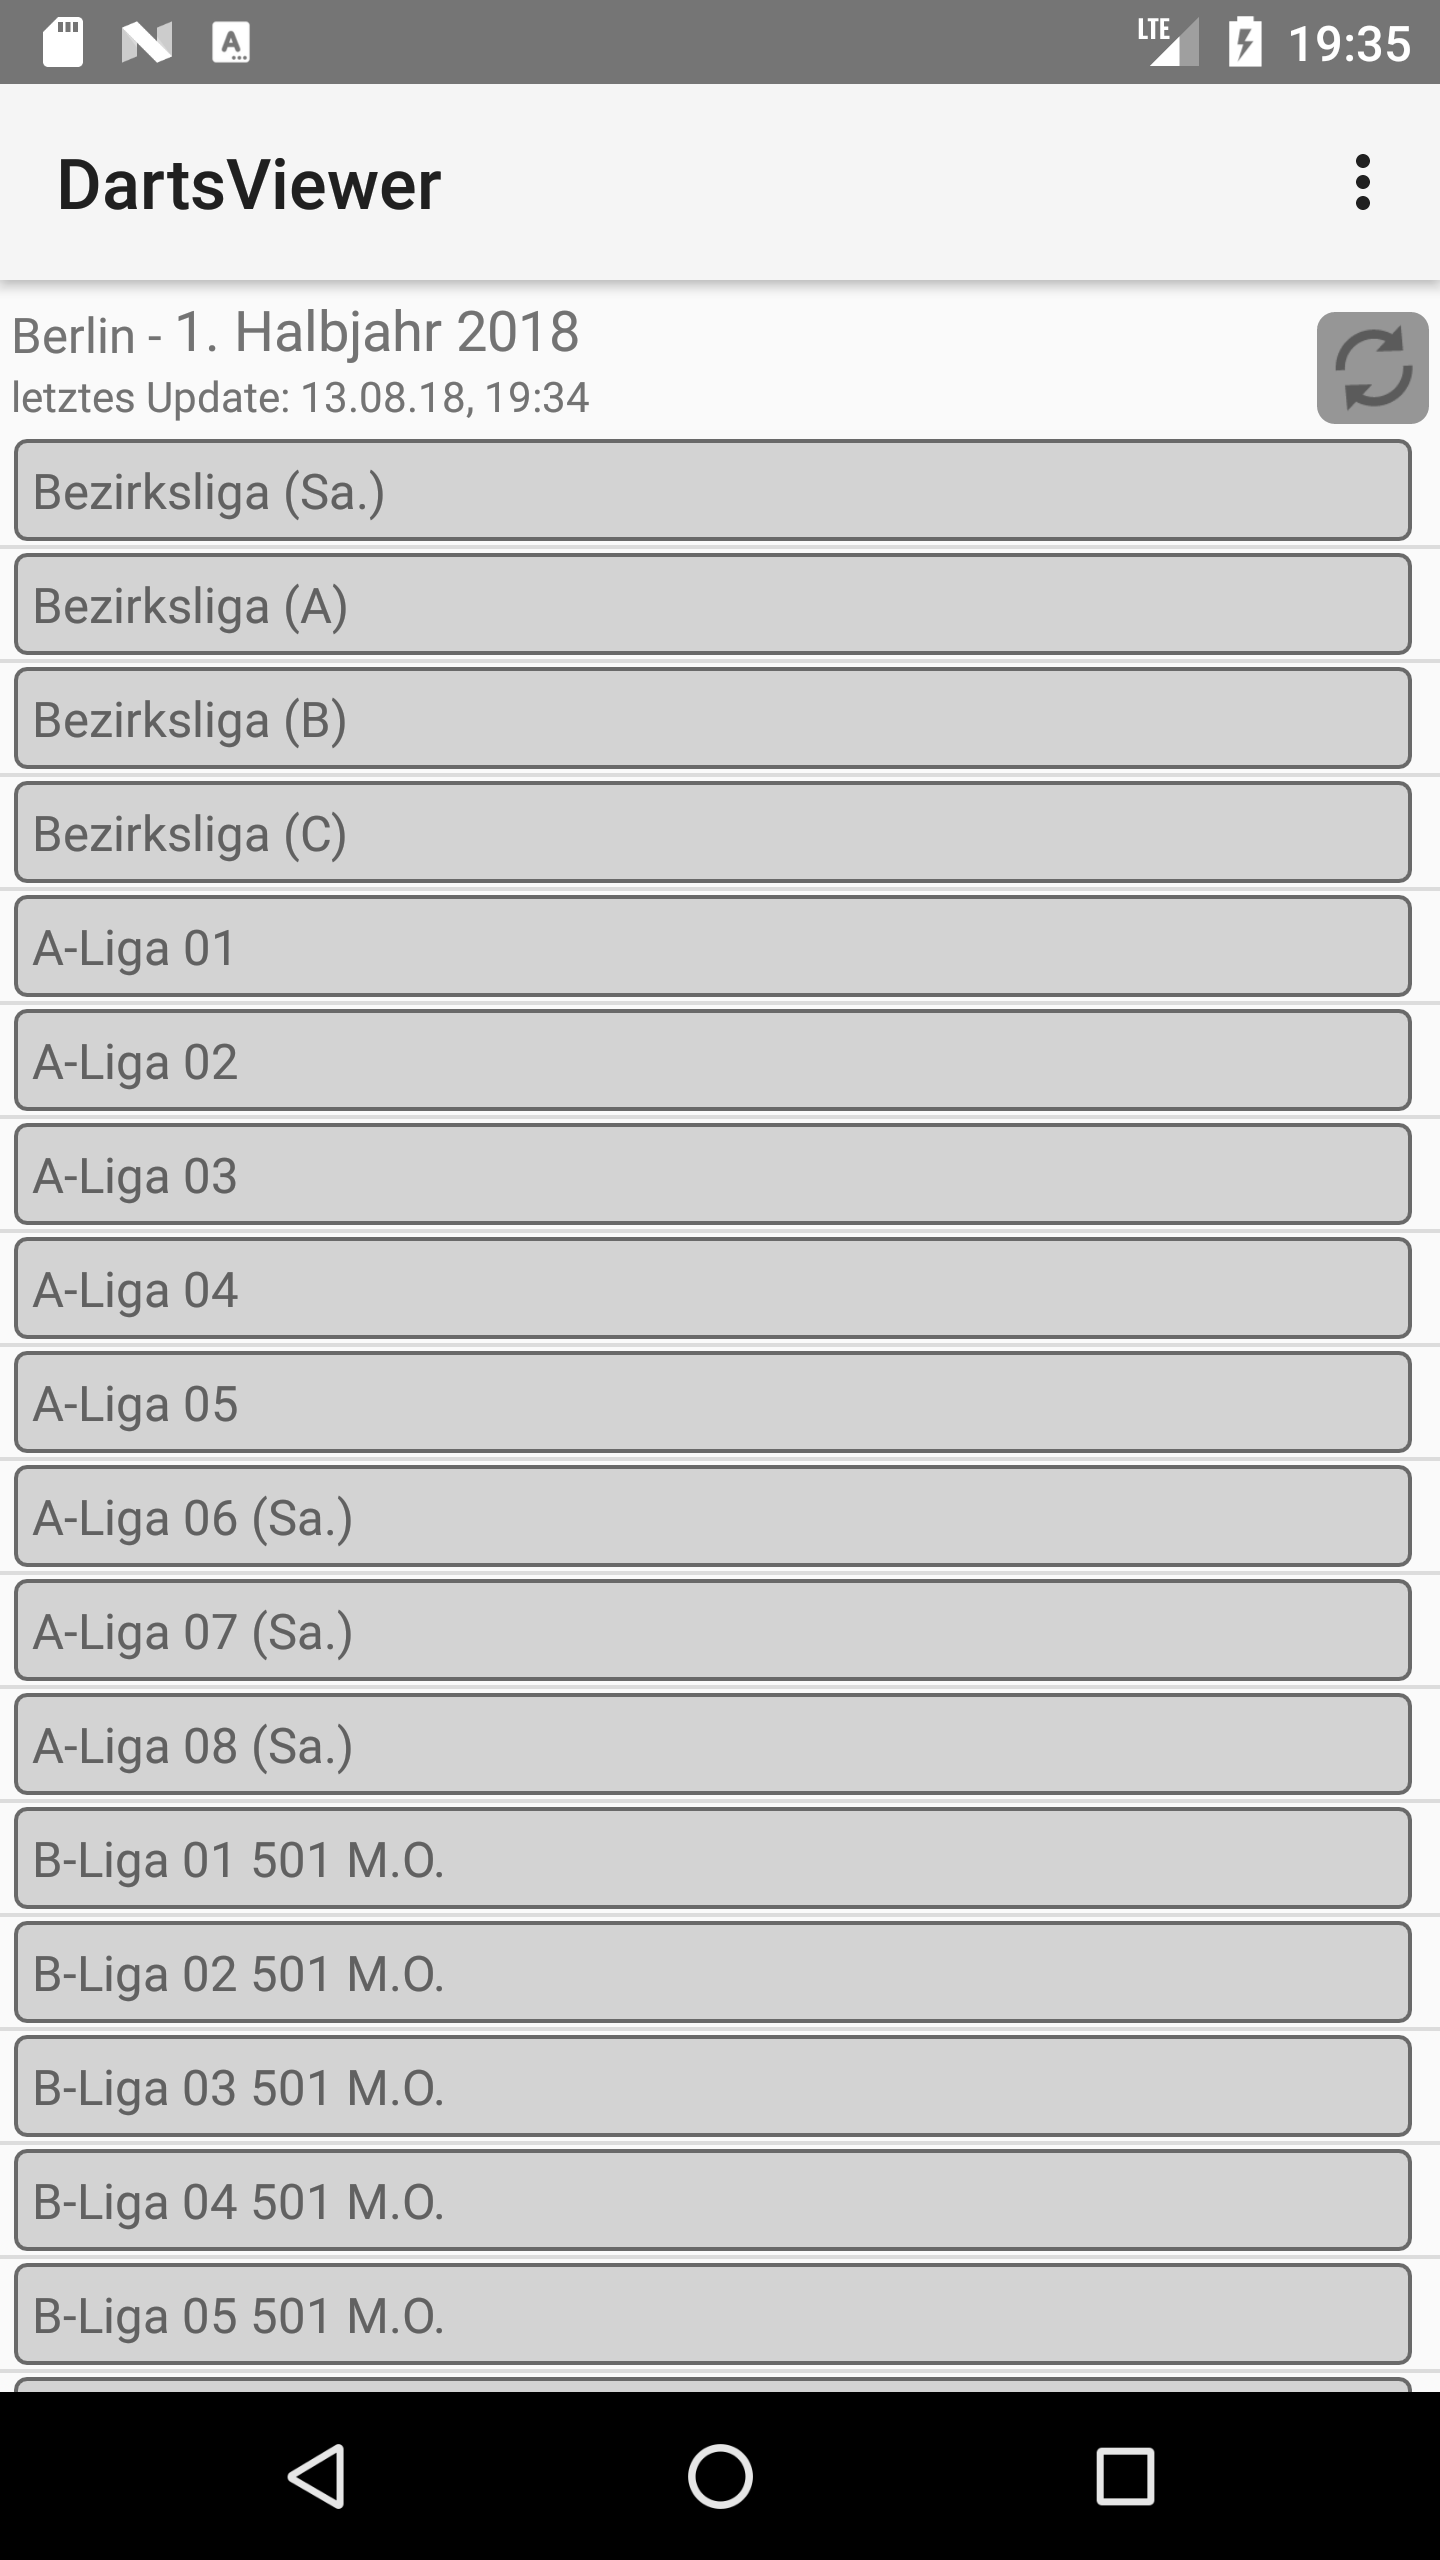 LTE 19:35
DartsViewer
Berlin - 1. Halbjahr 2018
letztes Update: 13.08.18, 19:34
Bezirksliga (Sa.)
Bezirksliga (A)
Bezirksliga (B)
Bezirksliga (C)
A-Liga 01
A-Liga 02
A-Liga 03
A-Liga 04
A-Liga 05
A-Liga 06 (Sa.)
A-Liga 07 (Sa.)
A-Liga 08 (Sa.)
B-Liga 01 501 M.O.
B-Liga 02 501 M.O.
B-Liga 03 501 M.O.
B-Liga 04 501 M.O.
B-Liga 05 501 M.O.